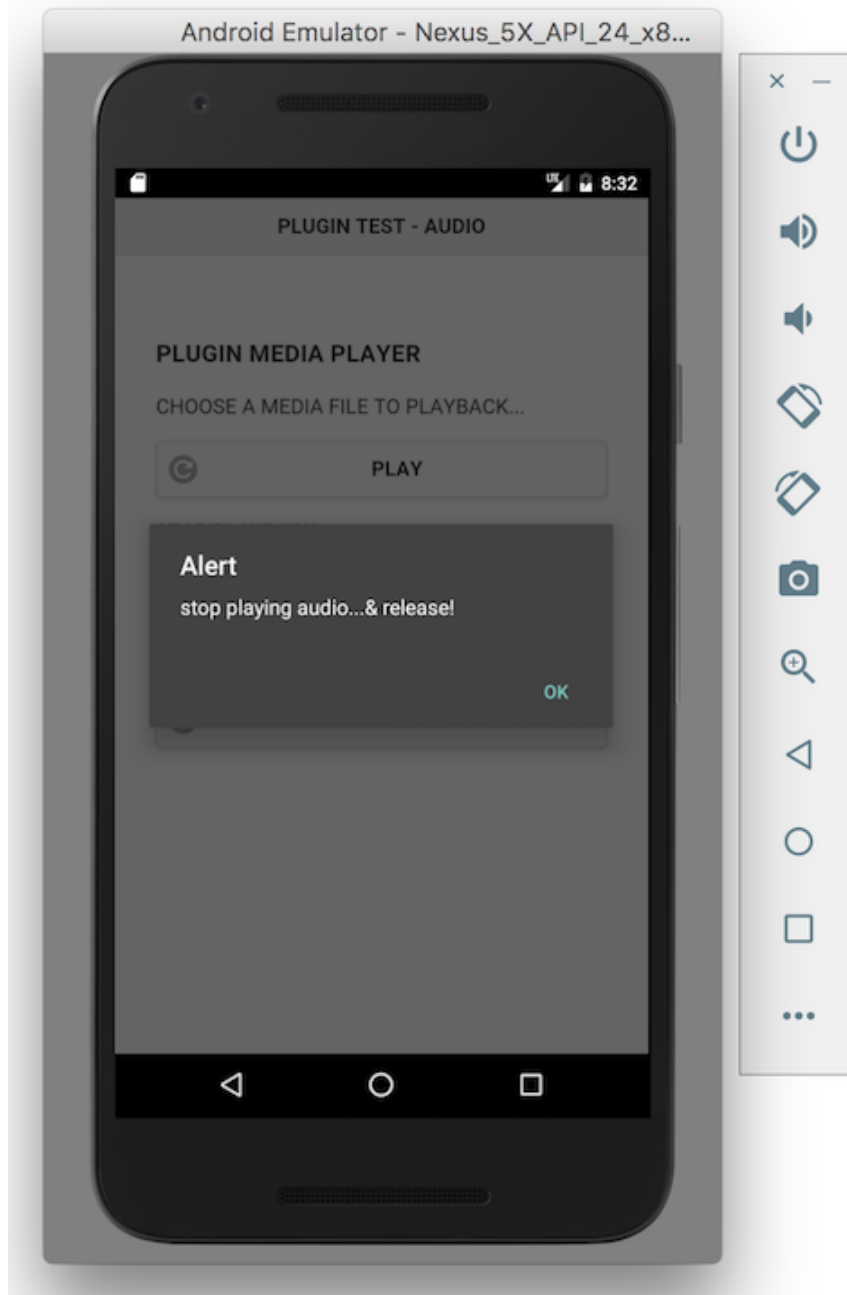 Android Emulator - Nexus_5X_API_24_x8...
LTE 8:32
PLUGIN TEST - AUDIO
PLUGIN MEDIA PLAYER
CHOOSE A MEDIA FILE TO PLAYBACK...
PLAY
Alert
stop playing audio...& release!
OK